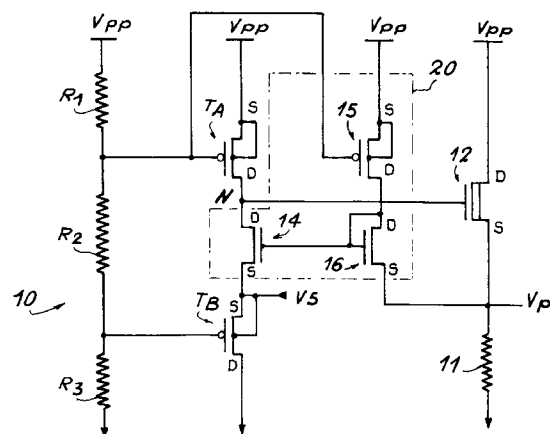 Vpp Vpp Vpp Vpp
20
R1
S S
TA 15
12 D
D D
N
D 14 D S
R2
S 16 S
10
TB S V5 Vp
11
R3 D